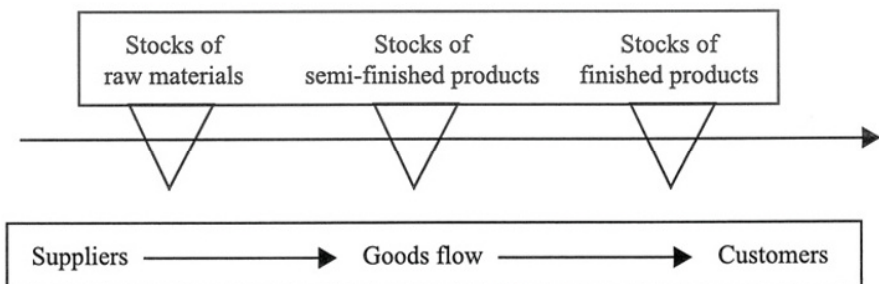 Stocks of
raw materials
Stocks of
semi-finished products
Stocks of
finished products
Suppliers
Goods flow
Customers